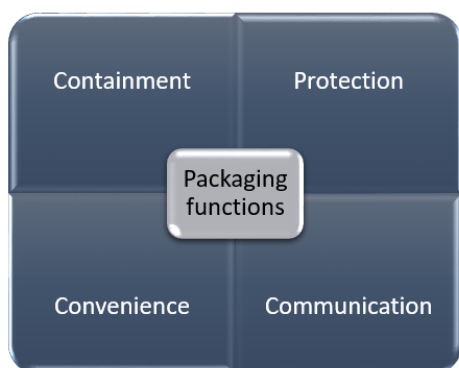 Containment
Protection
Packaging
functions
Convenience
Communication